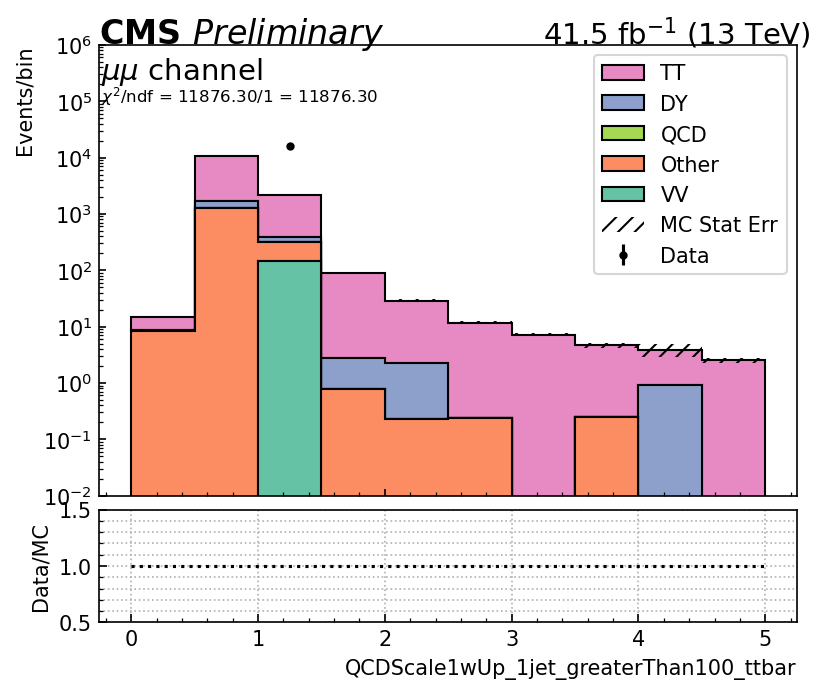 CMS Preliminary 41.5 fb⁻¹ (13 TeV)
μμ channel
χ²/ndf = 11876.30/1 = 11876.30
Events/bin
10⁶
10⁵
10⁴
10³
10²
10¹
10⁰
10⁻¹
10⁻²
TT
DY
QCD
Other
VV
MC Stat Err
Data
Data/MC
1.5
1.0
0.5
0 1 2 3 4 5
QCDScale1wUp_1jet_greaterThan100_ttbar